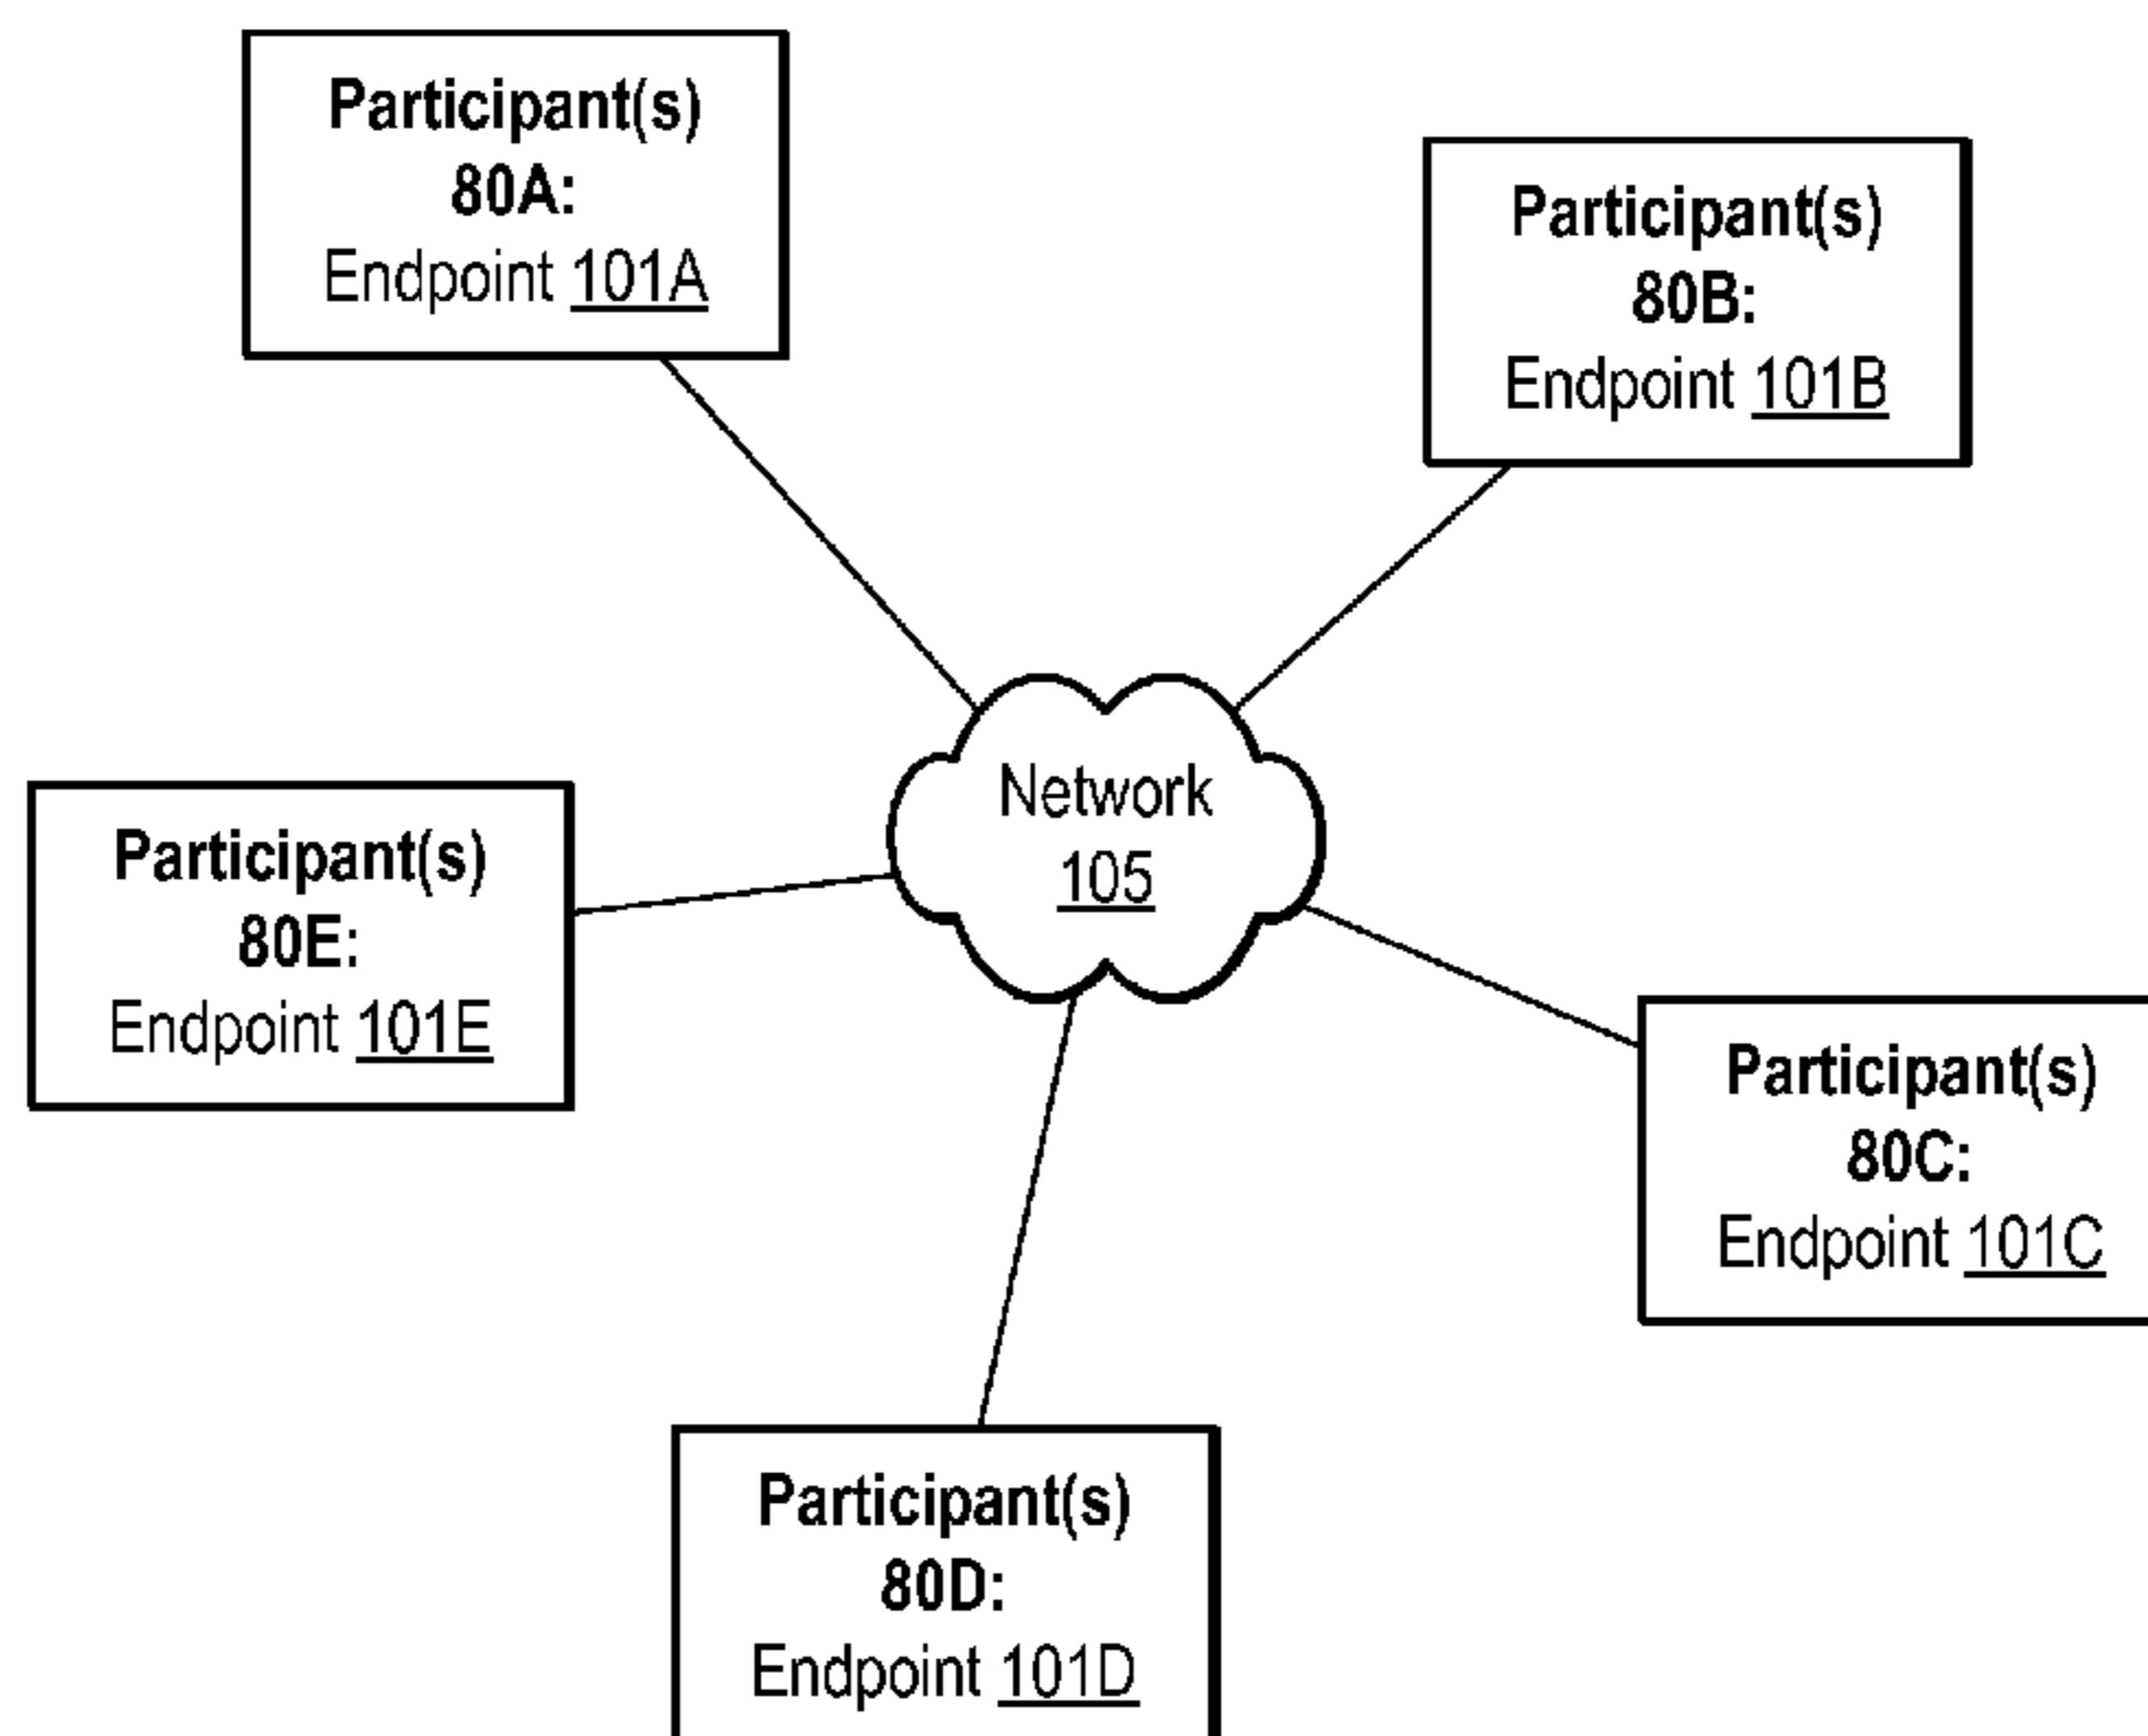 Participant(s)
80A:
Endpoint 101A
Participant(s)
80B:
Endpoint 101B
Network
105
Participant(s)
80E:
Endpoint 101E
Participant(s)
80C:
Endpoint 101C
Participant(s)
80D:
Endpoint 101D